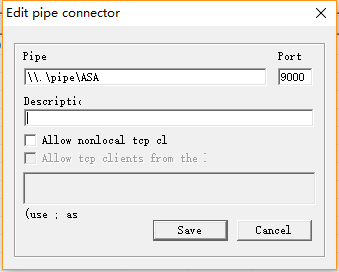 Edit pipe connector
Pipe
Port
\\.\pipe\ASA
9000
Descriptic
Allow nonlocal tcp cl
Allow tcp clients from the
(use ; as
Save
Cancel